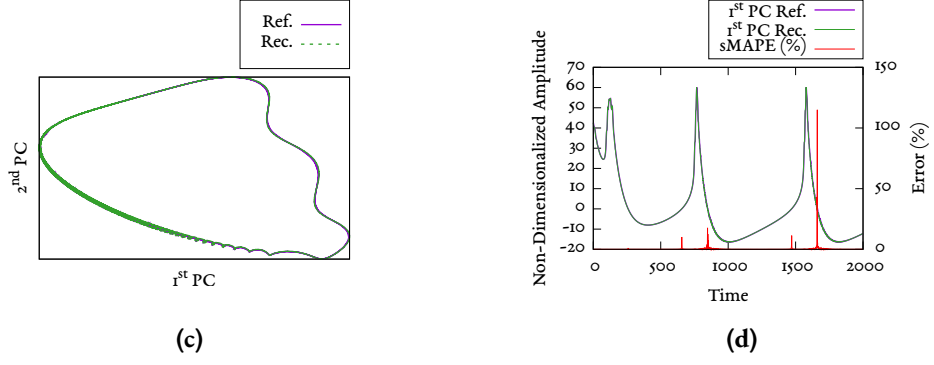 Ref.
Rec.
2nd PC
1st PC
(c)
1st PC Ref.
1st PC Rec.
sMAPE (%)
Non-Dimensionalized Amplitude
70
60
50
40
30
20
10
0
-10
-20
150
100
50
0
Error (%)
0 500 1000 1500 2000
Time
(d)